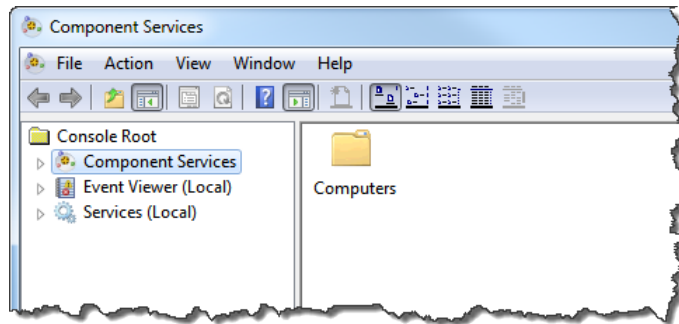 Component Services
File Action View Window Help
Console Root
Component Services
Event Viewer (Local)
Services (Local)
Computers